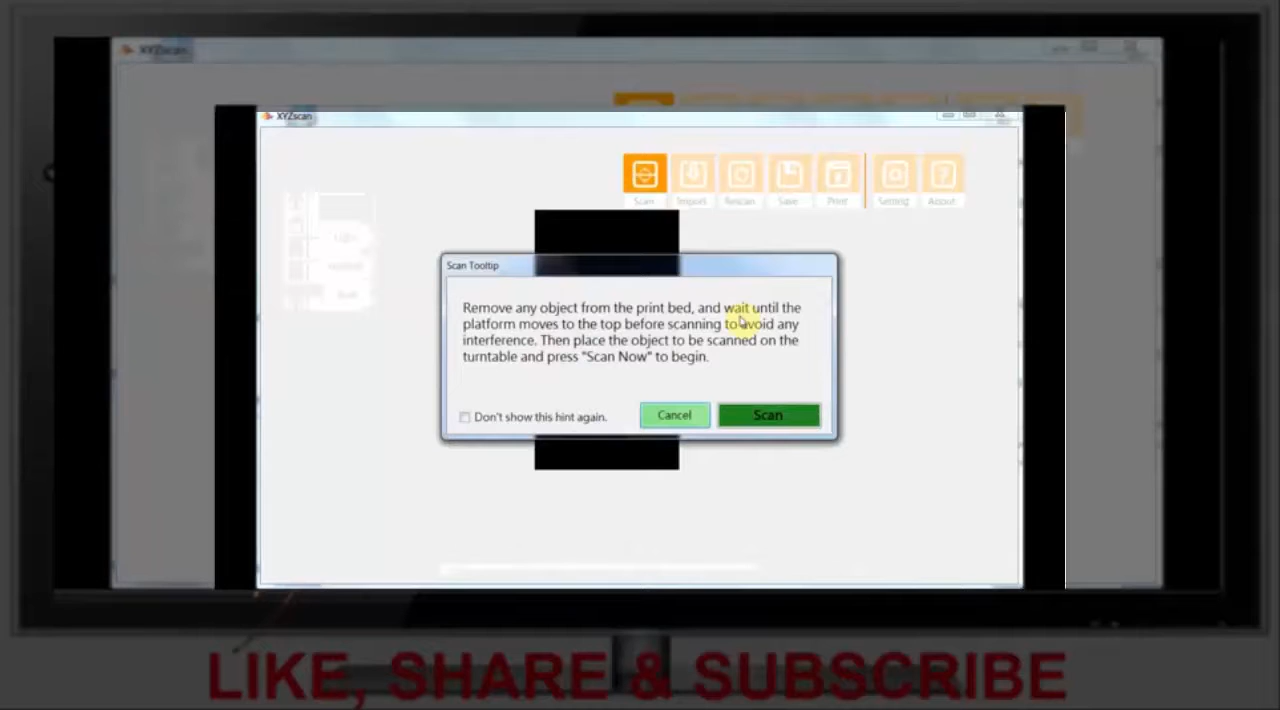 XYZscan
XYZscan
Scan Import Rescan Save Print Setting About
Scan Tooltip
Remove any object from the print bed, and wait until the
platform moves to the top before scanning to avoid any
interference. Then place the object to be scanned on the
turntable and press "Scan Now" to begin.
Don't show this hint again.
Cancel
Scan
LIKE, SHARE & SUBSCRIBE